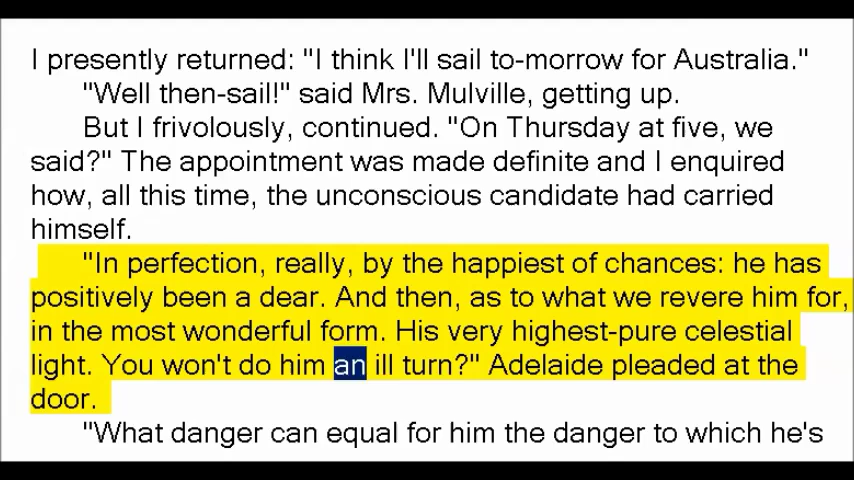 I presently returned: "I think I'll sail to-morrow for Australia."
"Well then-sail!" said Mrs. Mulville, getting up.
But I frivolously, continued. "On Thursday at five, we
said?" The appointment was made definite and I enquired
how, all this time, the unconscious candidate had carried
himself.
"In perfection, really, by the happiest of chances: he has
positively been a dear. And then, as to what we revere him for,
in the most wonderful form. His very highest-pure celestial
light. You won't do him an ill turn?" Adelaide pleaded at the
door.
"What danger can equal for him the danger to which he's